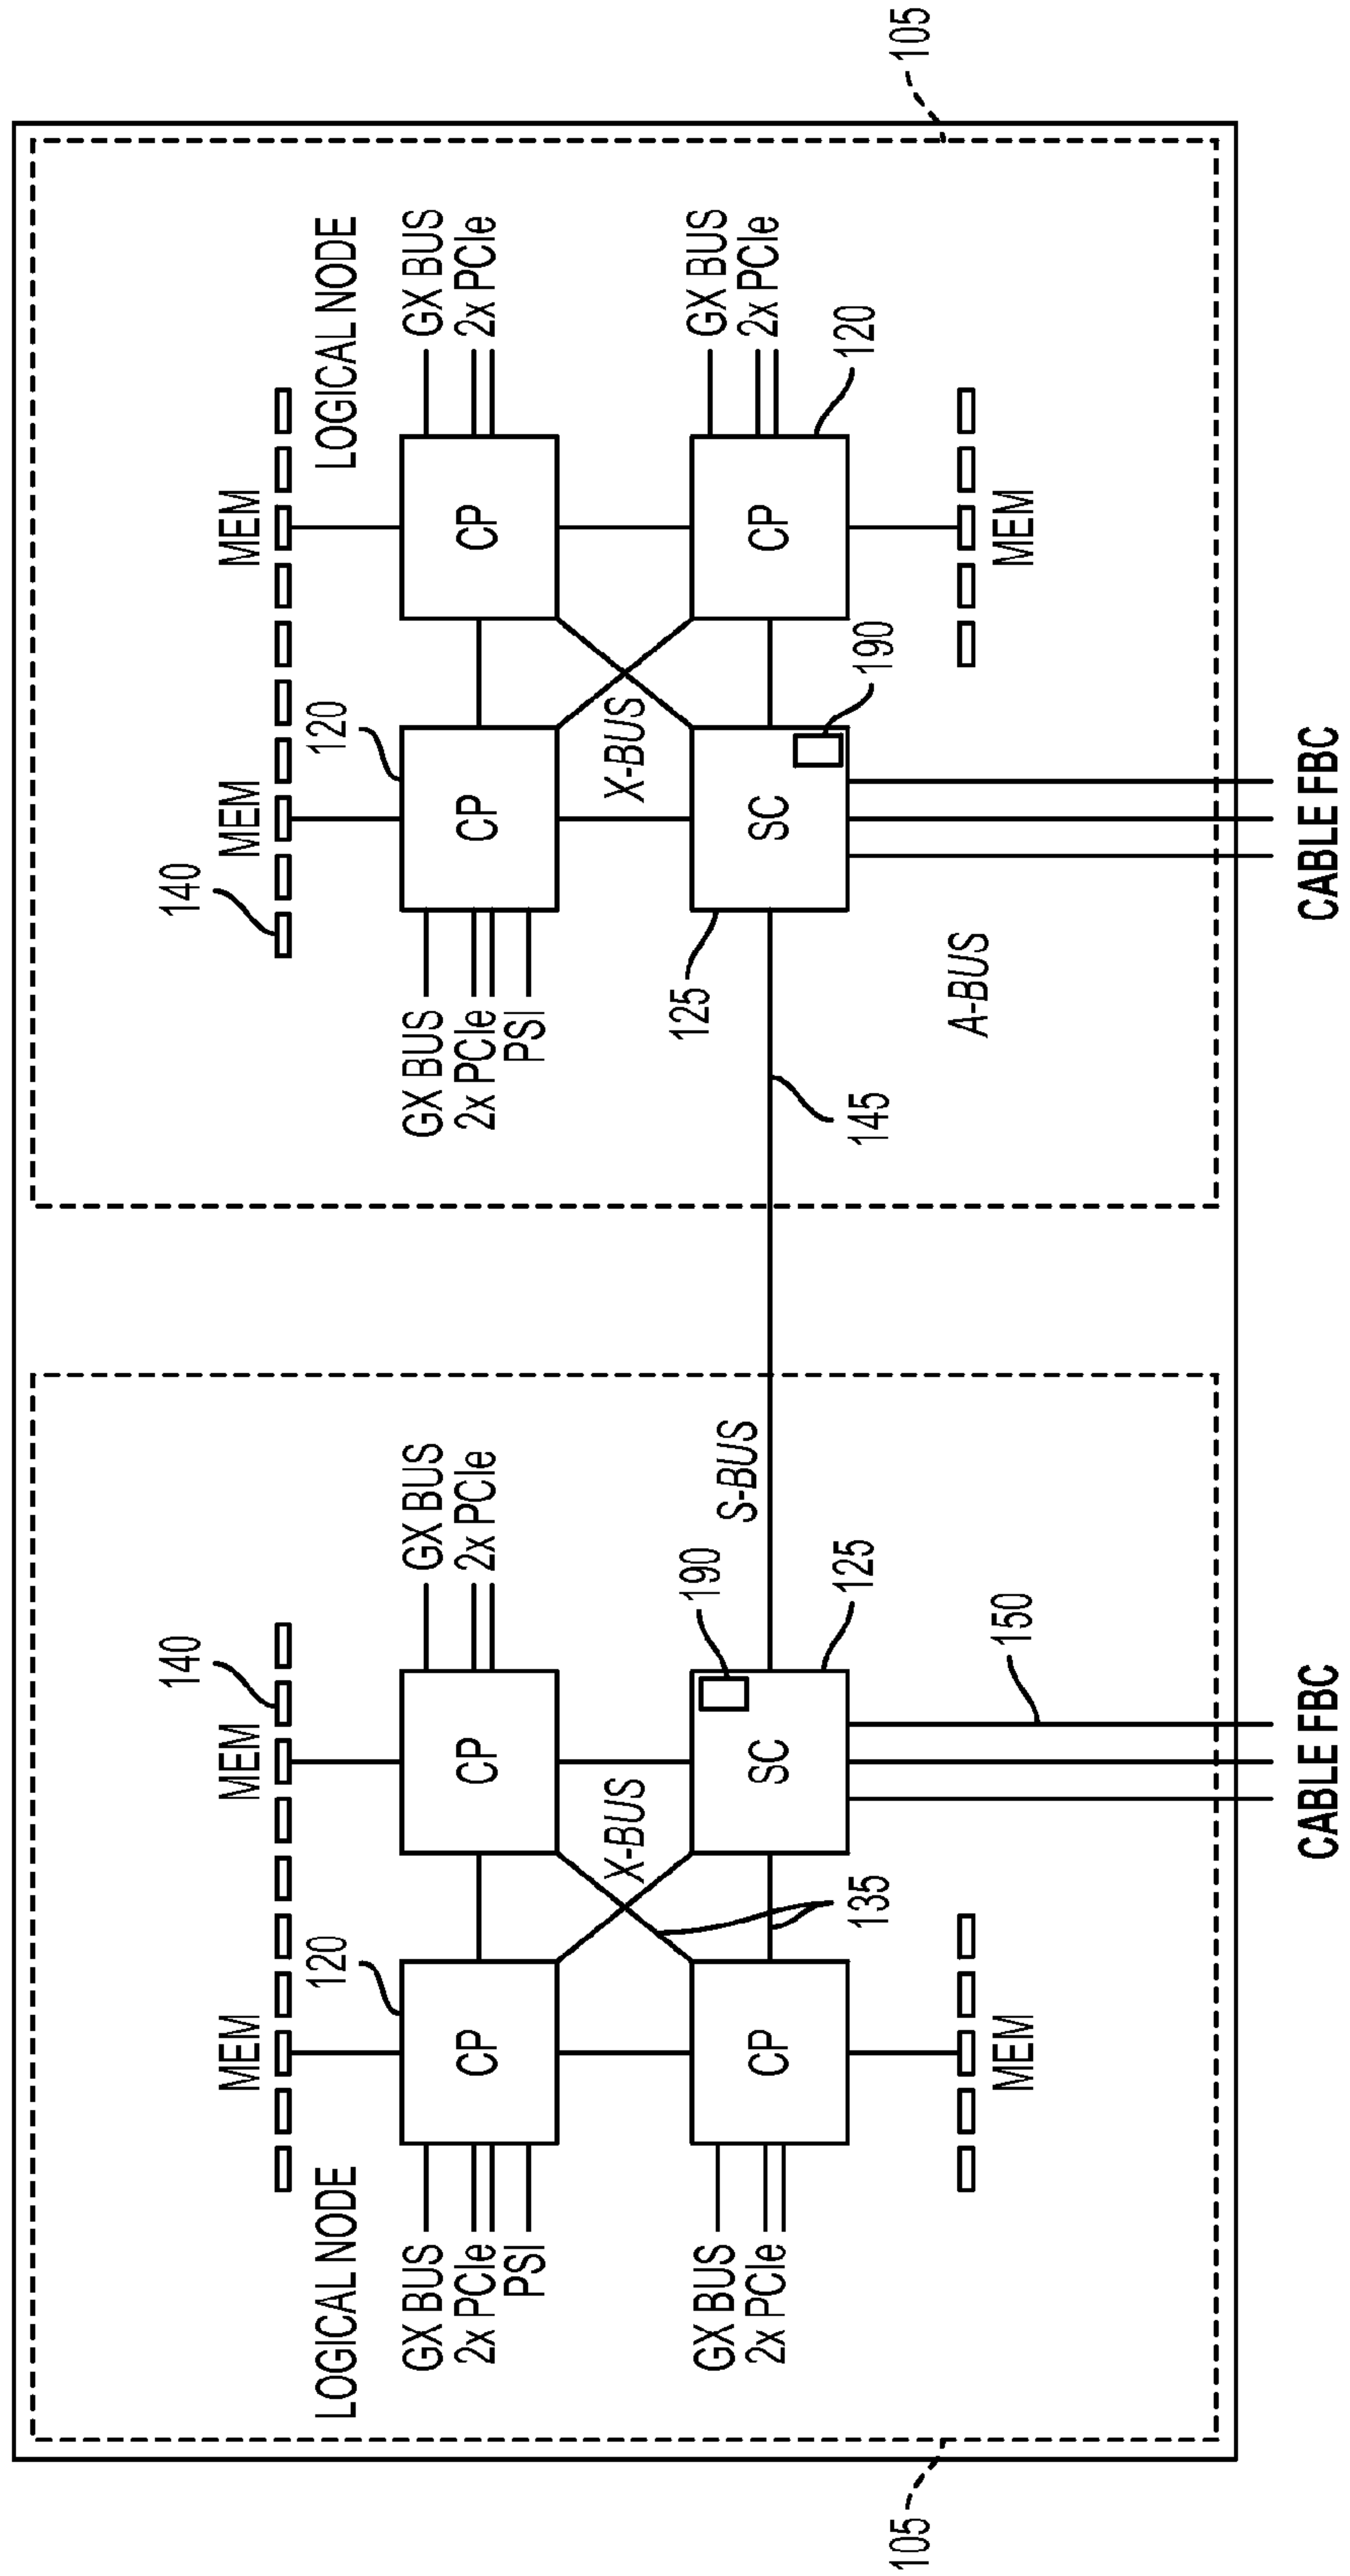 140
140
MEM
MEM
MEM
MEM
LOGICAL NODE
120
120
LOGICAL NODE
GX BUS
GX BUS
GX BUS
GX BUS
2x PCIe
CP
CP
2x PCIe
2x PCIe
CP
CP
2x PCIe
PSI
PSI
X-BUS
X-BUS
GX BUS
190
S-BUS
125
GX BUS
2x PCIe
CP
SC
SC
CP
2x PCIe
135
125
145
190
120
105
105
A-BUS
MEM
150
MEM
CABLE FBC
CABLE FBC